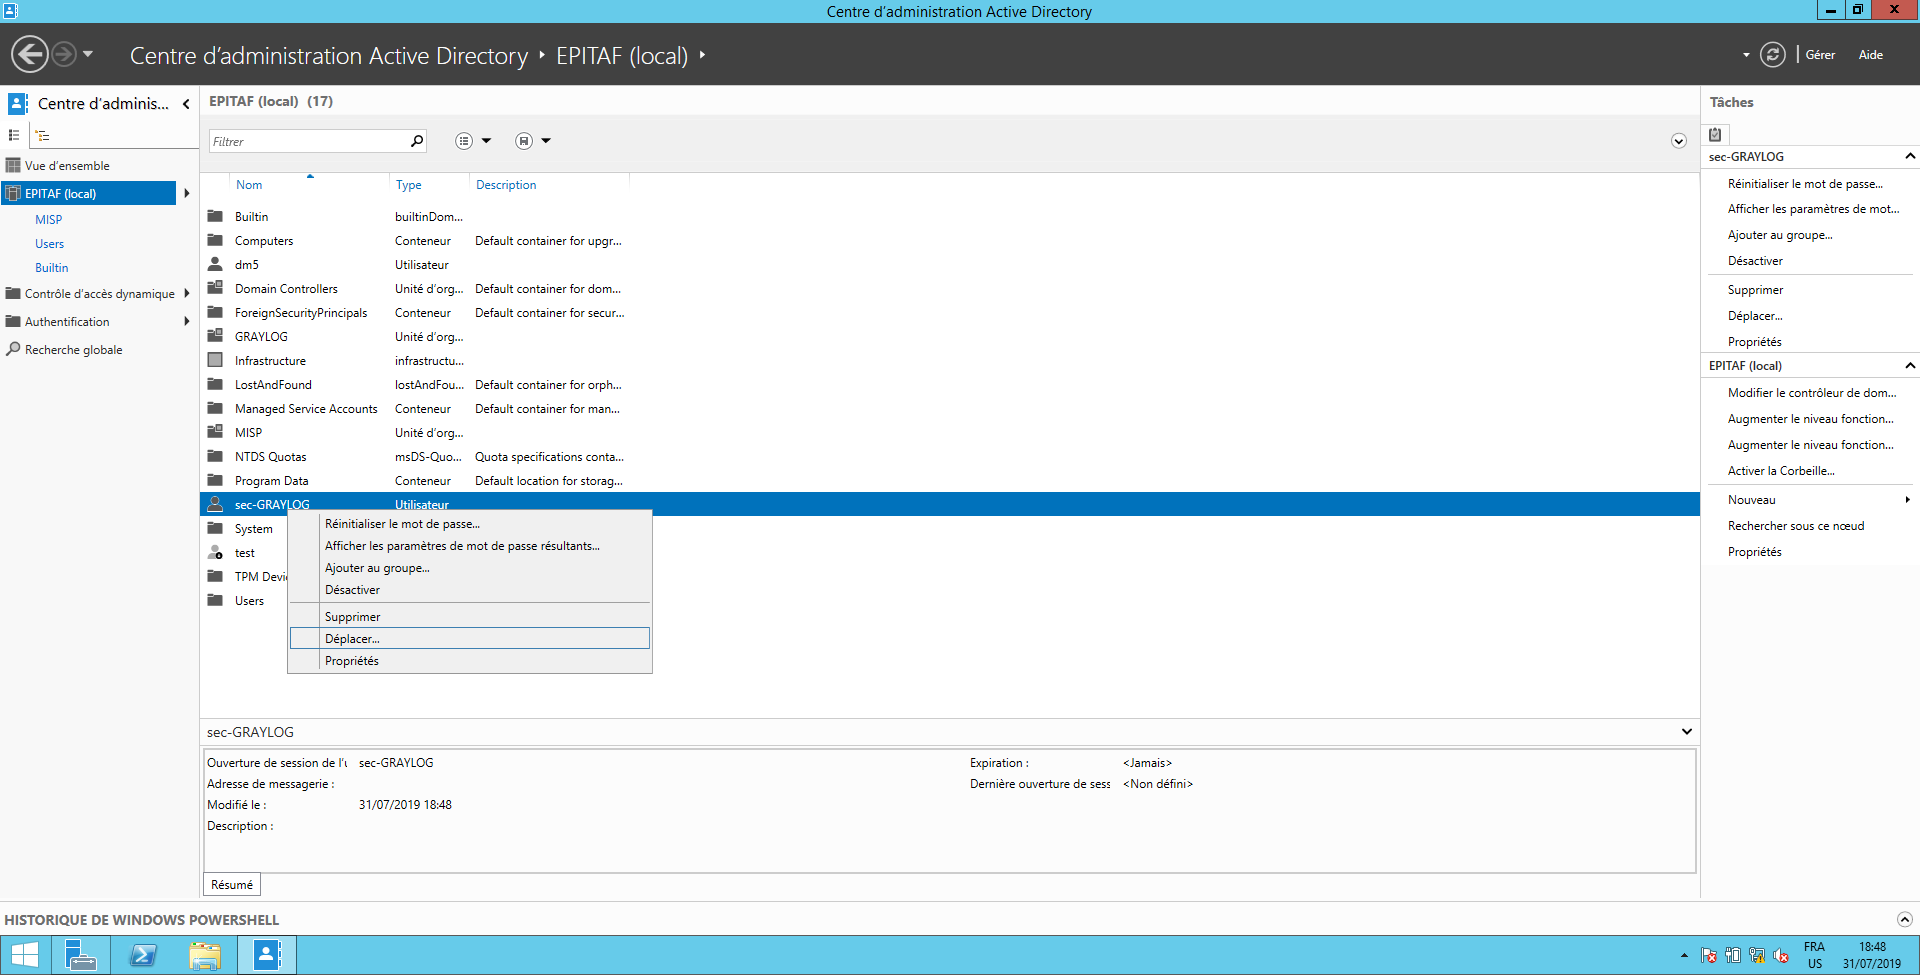 Centre d'administration Active Directory
Centre d'administration Active Directory ‣ EPITAF (local) ‣
Gérer
Aide
Centre d'adminis...
Vue d'ensemble
EPITAF (local)
MISP
Users
Builtin
Contrôle d'accès dynamique
Authentification
Recherche globale
EPITAF (local) (17)
Filtrer
Nom Type Description
Builtin builtinDom...
Computers Conteneur Default container for upgr...
dm5 Utilisateur
Domain Controllers Unité d'org... Default container for dom...
ForeignSecurityPrincipals Conteneur Default container for secur...
GRAYLOG Unité d'org...
Infrastructure infrastructu...
LostAndFound lostAndFou... Default container for orph...
Managed Service Accounts Conteneur Default container for man...
MISP Unité d'org...
NTDS Quotas msDS-Quo... Quota specifications conta...
Program Data Conteneur Default location for storag...
sec-GRAYLOG Utilisateur
System
test
TPM Devi
Users
Réinitialiser le mot de passe...
Afficher les paramètres de mot de passe résultants...
Ajouter au groupe...
Désactiver
Supprimer
Déplacer...
Propriétés
sec-GRAYLOG
Ouverture de session de l'u sec-GRAYLOG
Adresse de messagerie :
Modifié le : 31/07/2019 18:48
Description :
Expiration : <Jamais>
Dernière ouverture de sess <Non défini>
Résumé
Tâches
sec-GRAYLOG
Réinitialiser le mot de passe...
Afficher les paramètres de mot...
Ajouter au groupe...
Désactiver
Supprimer
Déplacer...
Propriétés
EPITAF (local)
Modifier le contrôleur de dom...
Augmenter le niveau fonction...
Augmenter le niveau fonction...
Activer la Corbeille...
Nouveau
Rechercher sous ce nœud
Propriétés
HISTORIQUE DE WINDOWS POWERSHELL
FRA
US
18:48
31/07/2019